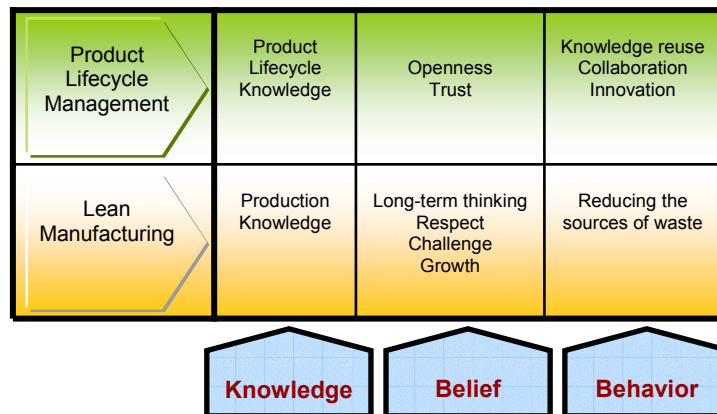 Product
Lifecycle
Management
Product
Lifecycle
Knowledge
Openness
Trust
Knowledge reuse
Collaboration
Innovation
Lean
Manufacturing
Production
Knowledge
Long-term thinking
Respect
Challenge
Growth
Reducing the
sources of waste
Knowledge
Belief
Behavior